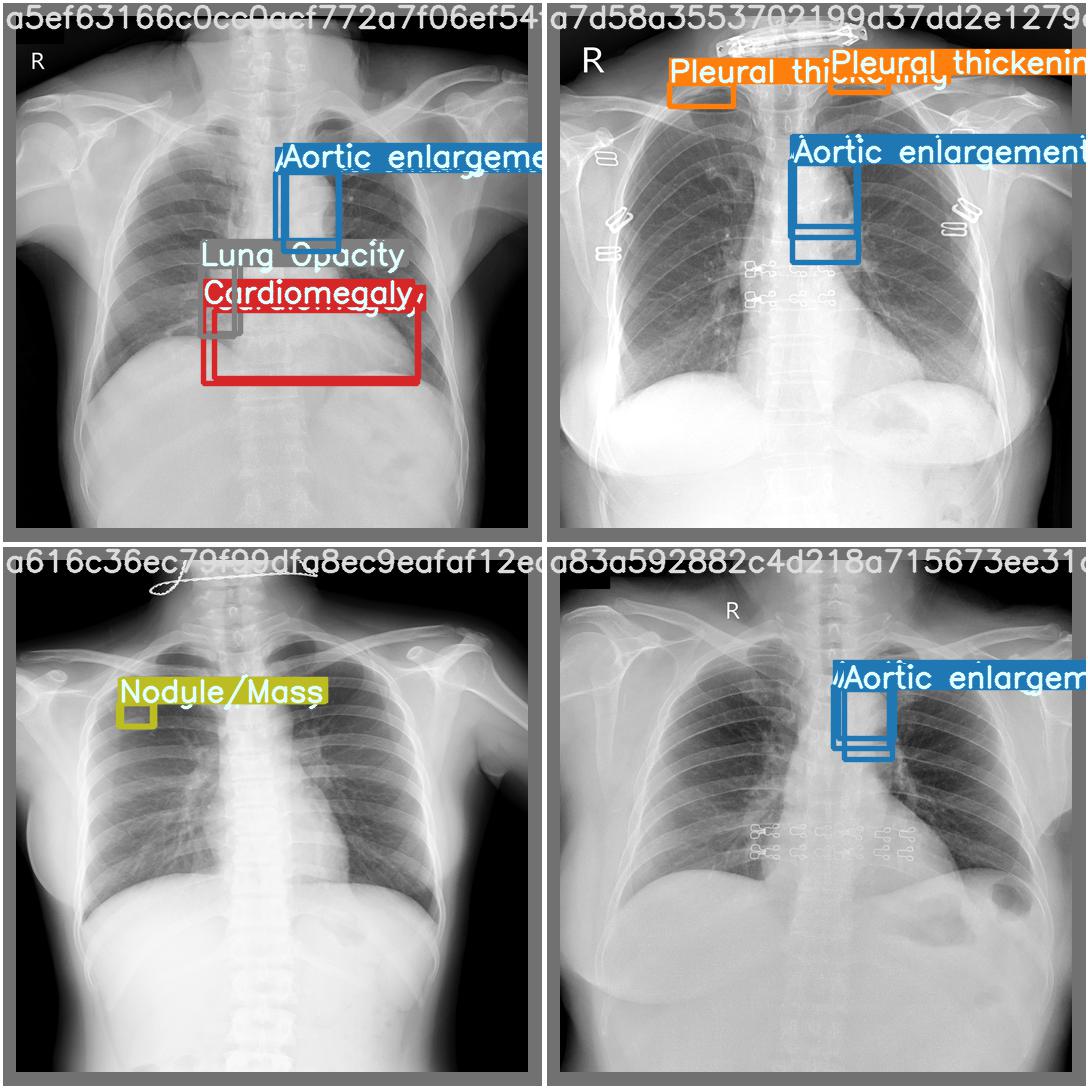 a5ef63166c0cc0acf772a7f06ef54
R
Aortic enlargeme
Lung Opacity
Cardiomegaly
a7d58a3553702199d37dd2e1279
R
Pleural thickening
Pleural thickenin
Aortic enlargement
a616c36ec79f99dfa8ec9eafaf12e
Nodule/Mass
a83a592882c4d218a715673ee31
R
Aortic enlargem